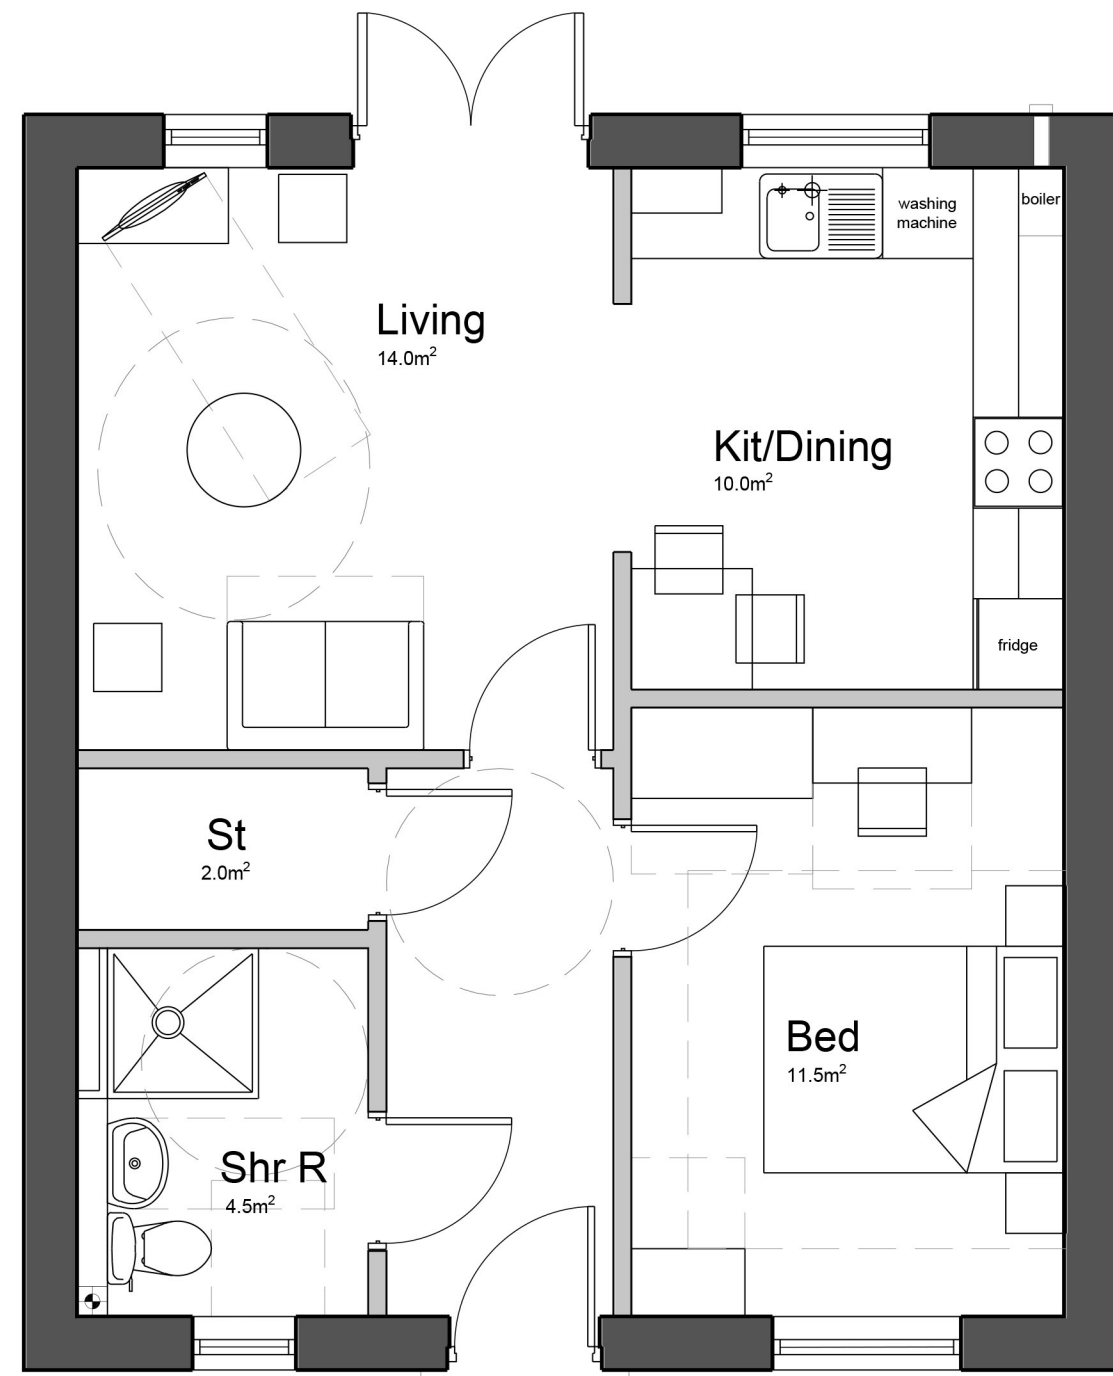 washing
machine
boiler
Living
14.0m²
Kit/Dining
10.0m²
fridge
St
2.0m²
Bed
11.5m²
Shr R
4.5m²